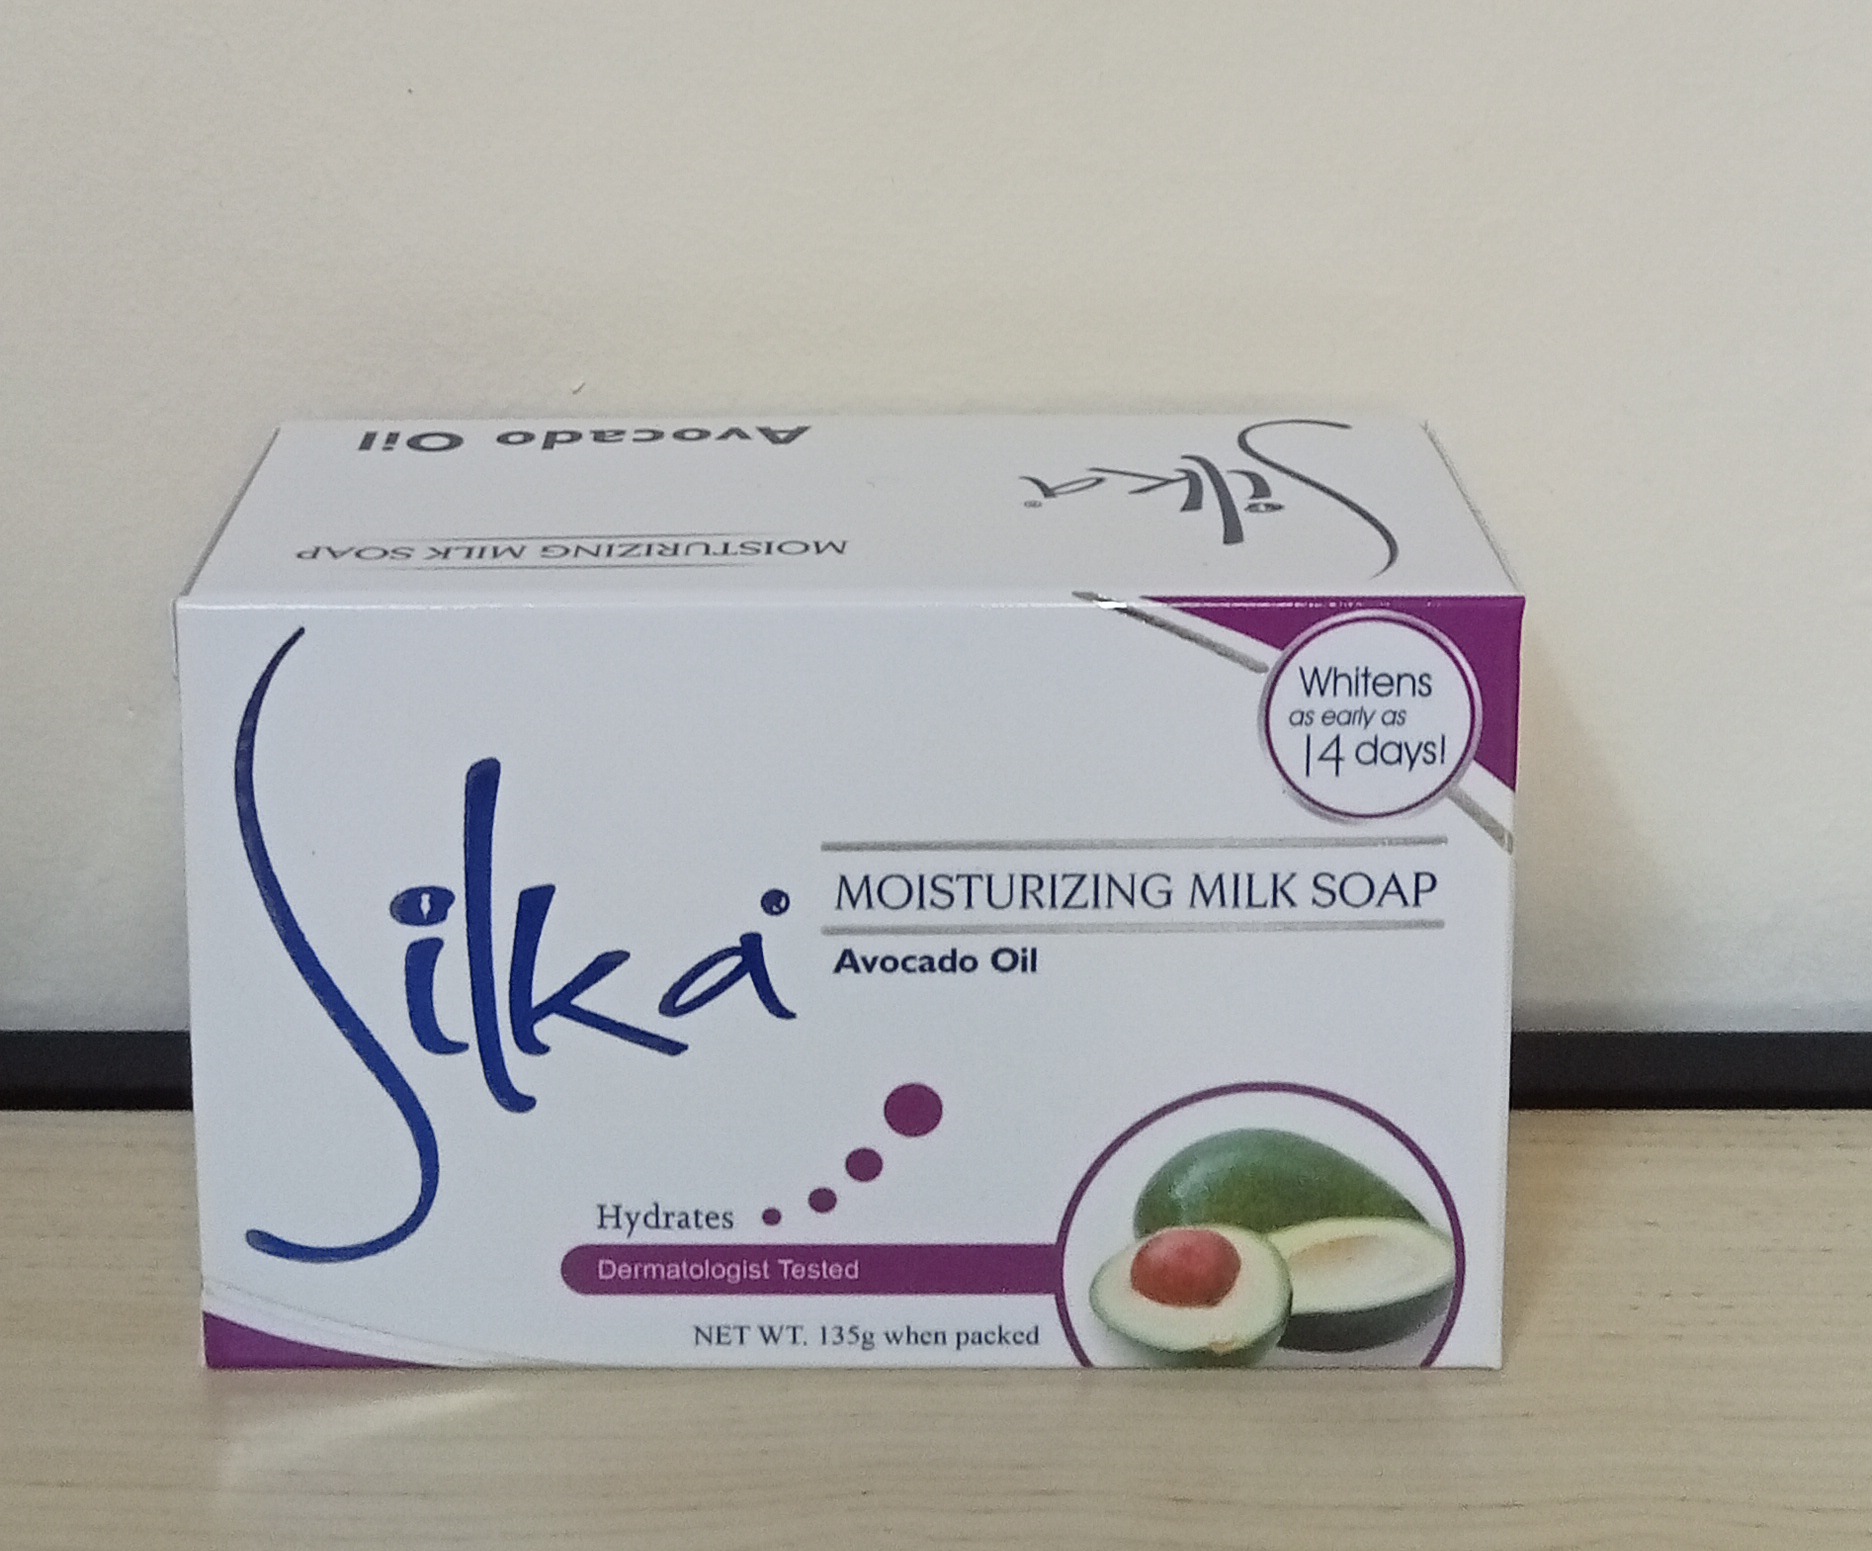 Avocado Oil
MOISTURIZING MILK SOAP
Silka®
Whitens
as early as
14 days!
Silka
MOISTURIZING MILK SOAP
Avocado Oil
Hydrates
Dermatologist Tested
NET WT. 135g when packed